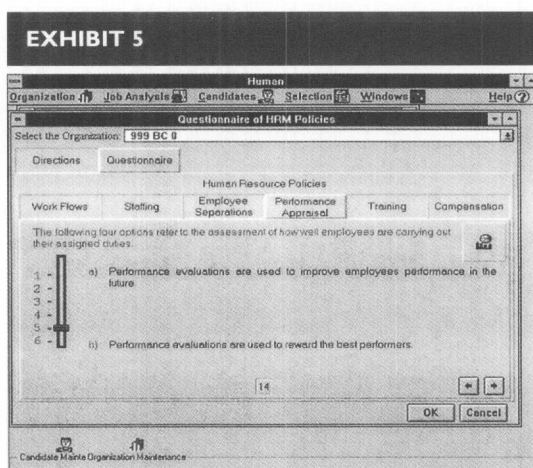 EXHIBIT 5
Human
Organization Job Analysis Candidates Selection Windows Help
Questionnaire of HRM Policies
Select the Organization: 999 BC 0
Directions Questionnaire
Human Resource Policies
Work Flows Staffing Employee Separations Performance Appraisal Training Compensation
The following four options refer to the assessment of how well employees are carrying out
their assigned duties.
1 -
2 -
3 -
4 -
5 -
6 -
a) Performance evaluations are used to improve employees performance in the
future.
b) Performance evaluations are used to reward the best performers.
14
OK Cancel
Candidate Mainte Organization Maintenance